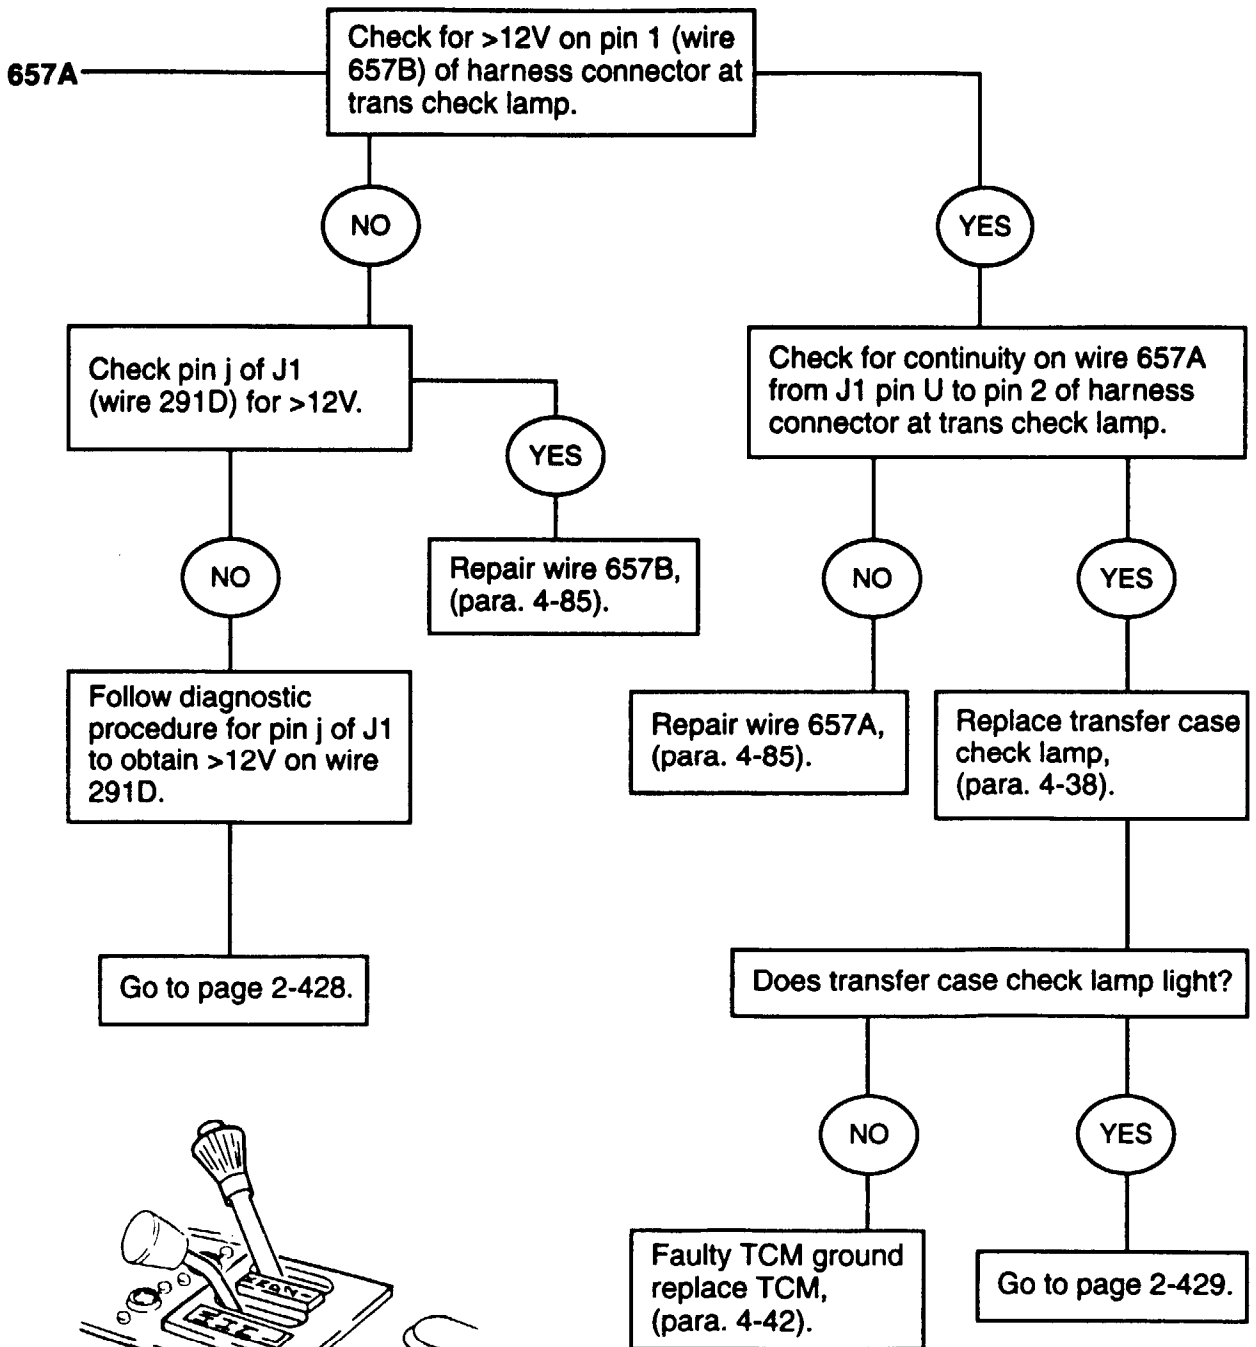 657A
Check for >12V on pin 1 (wire
657B) of harness connector at
trans check lamp.
NO
YES
Check pin j of J1
(wire 291D) for >12V.
YES
NO
Repair wire 657B,
(para. 4-85).
Follow diagnostic
procedure for pin j of J1
to obtain >12V on wire
291D.
Go to page 2-428.
Check for continuity on wire 657A
from J1 pin U to pin 2 of harness
connector at trans check lamp.
NO
YES
Repair wire 657A,
(para. 4-85).
Replace transfer case
check lamp,
(para. 4-38).
Does transfer case check lamp light?
NO
YES
Faulty TCM ground
replace TCM,
(para. 4-42).
Go to page 2-429.